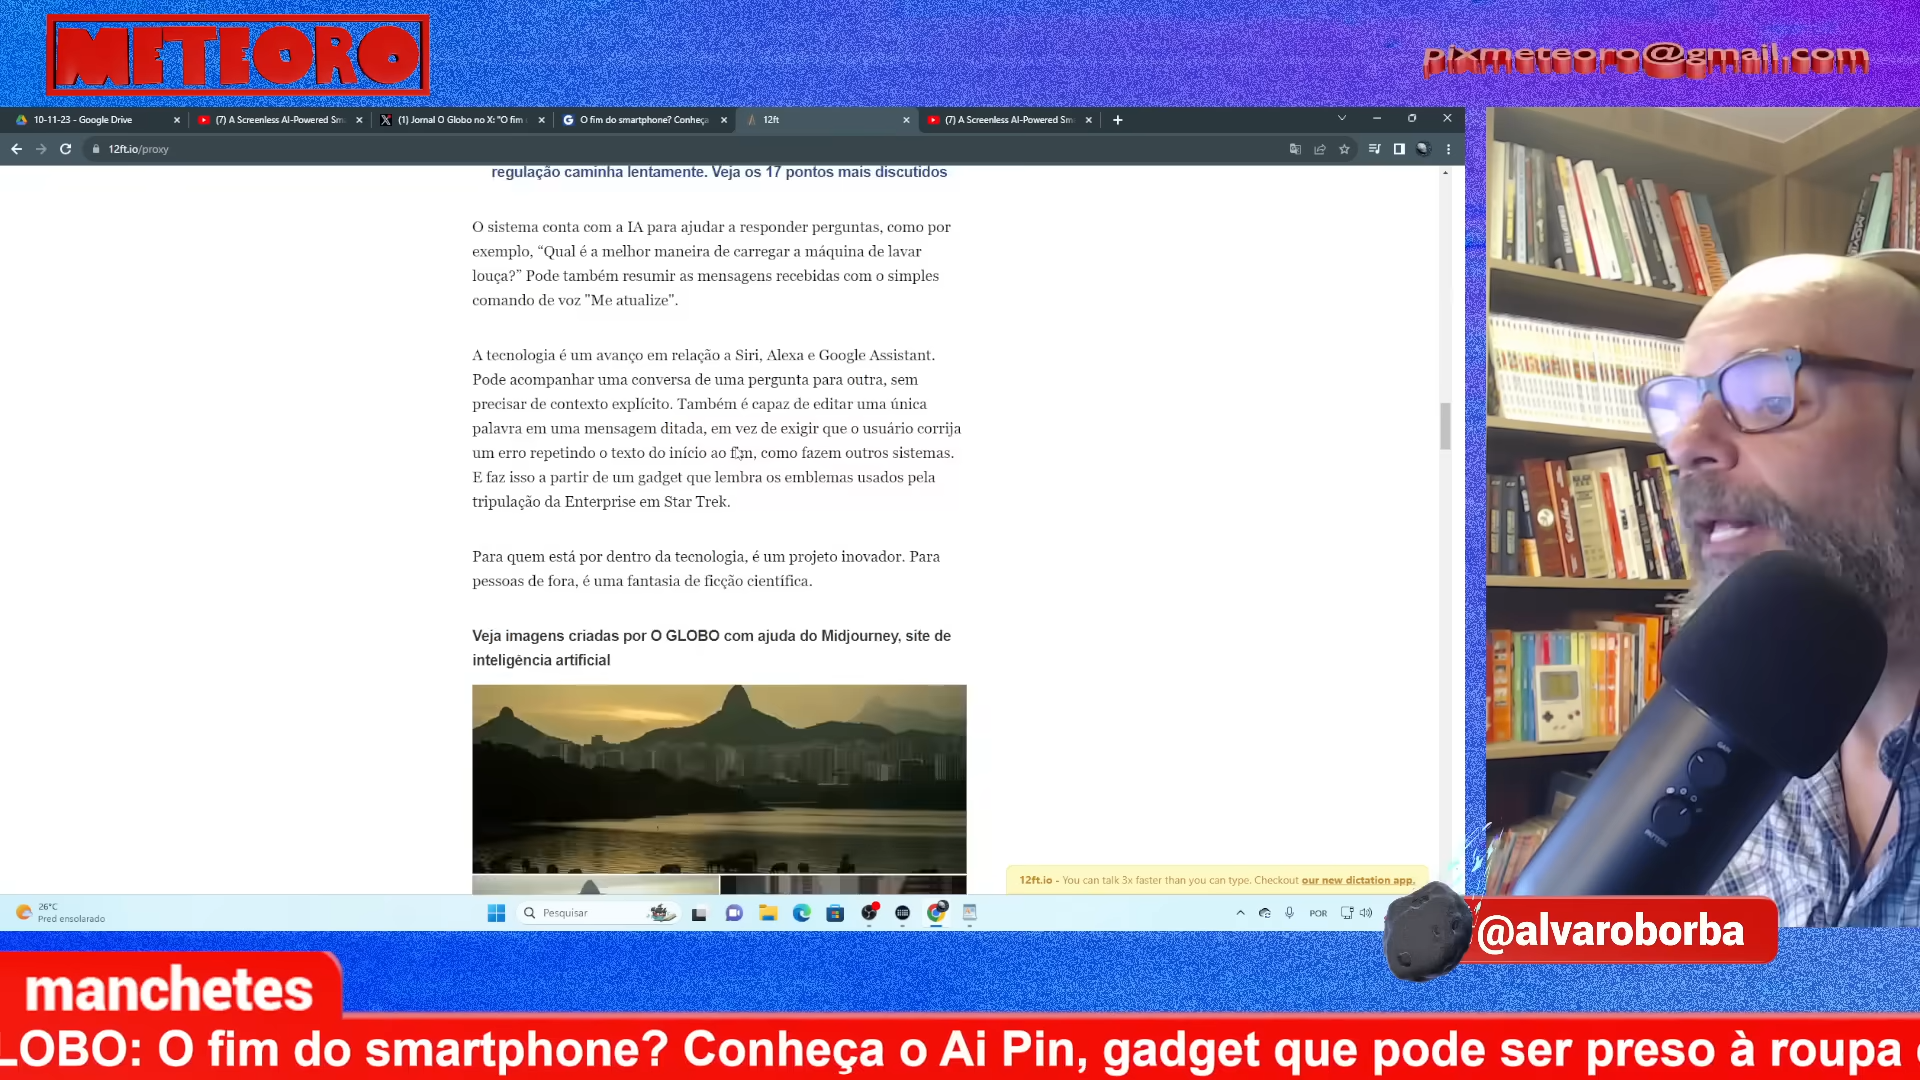 METEORO
pixmeteoro@gmail.com
10-11-23 - Google Drive
(7) A Screenless AI-Powered Sm
(1) Jornal O Globo no X: "O fim
O fim do smartphone? Conheça
12ft
(7) A Screenless AI-Powered Sm
12ft.io/proxy
regulação caminha lentamente. Veja os 17 pontos mais discutidos
O sistema conta com a IA para ajudar a responder perguntas, como por
exemplo, “Qual é a melhor maneira de carregar a máquina de lavar
louça?” Pode também resumir as mensagens recebidas com o simples
comando de voz "Me atualize".
A tecnologia é um avanço em relação a Siri, Alexa e Google Assistant.
Pode acompanhar uma conversa de uma pergunta para outra, sem
precisar de contexto explícito. Também é capaz de editar uma única
palavra em uma mensagem ditada, em vez de exigir que o usuário corrija
um erro repetindo o texto do início ao fim, como fazem outros sistemas.
E faz isso a partir de um gadget que lembra os emblemas usados pela
tripulação da Enterprise em Star Trek.
Para quem está por dentro da tecnologia, é um projeto inovador. Para
pessoas de fora, é uma fantasia de ficção científica.
Veja imagens criadas por O GLOBO com ajuda do Midjourney, site de
inteligência artificial
12ft.io - You can talk 3x faster than you can type. Checkout our new dictation app.
26°C
Pred ensolarado
Pesquisar
POR
GAIN
PATTERN
@alvaroborba
manchetes
LOBO: O fim do smartphone? Conheça o Ai Pin, gadget que pode ser preso à roupa